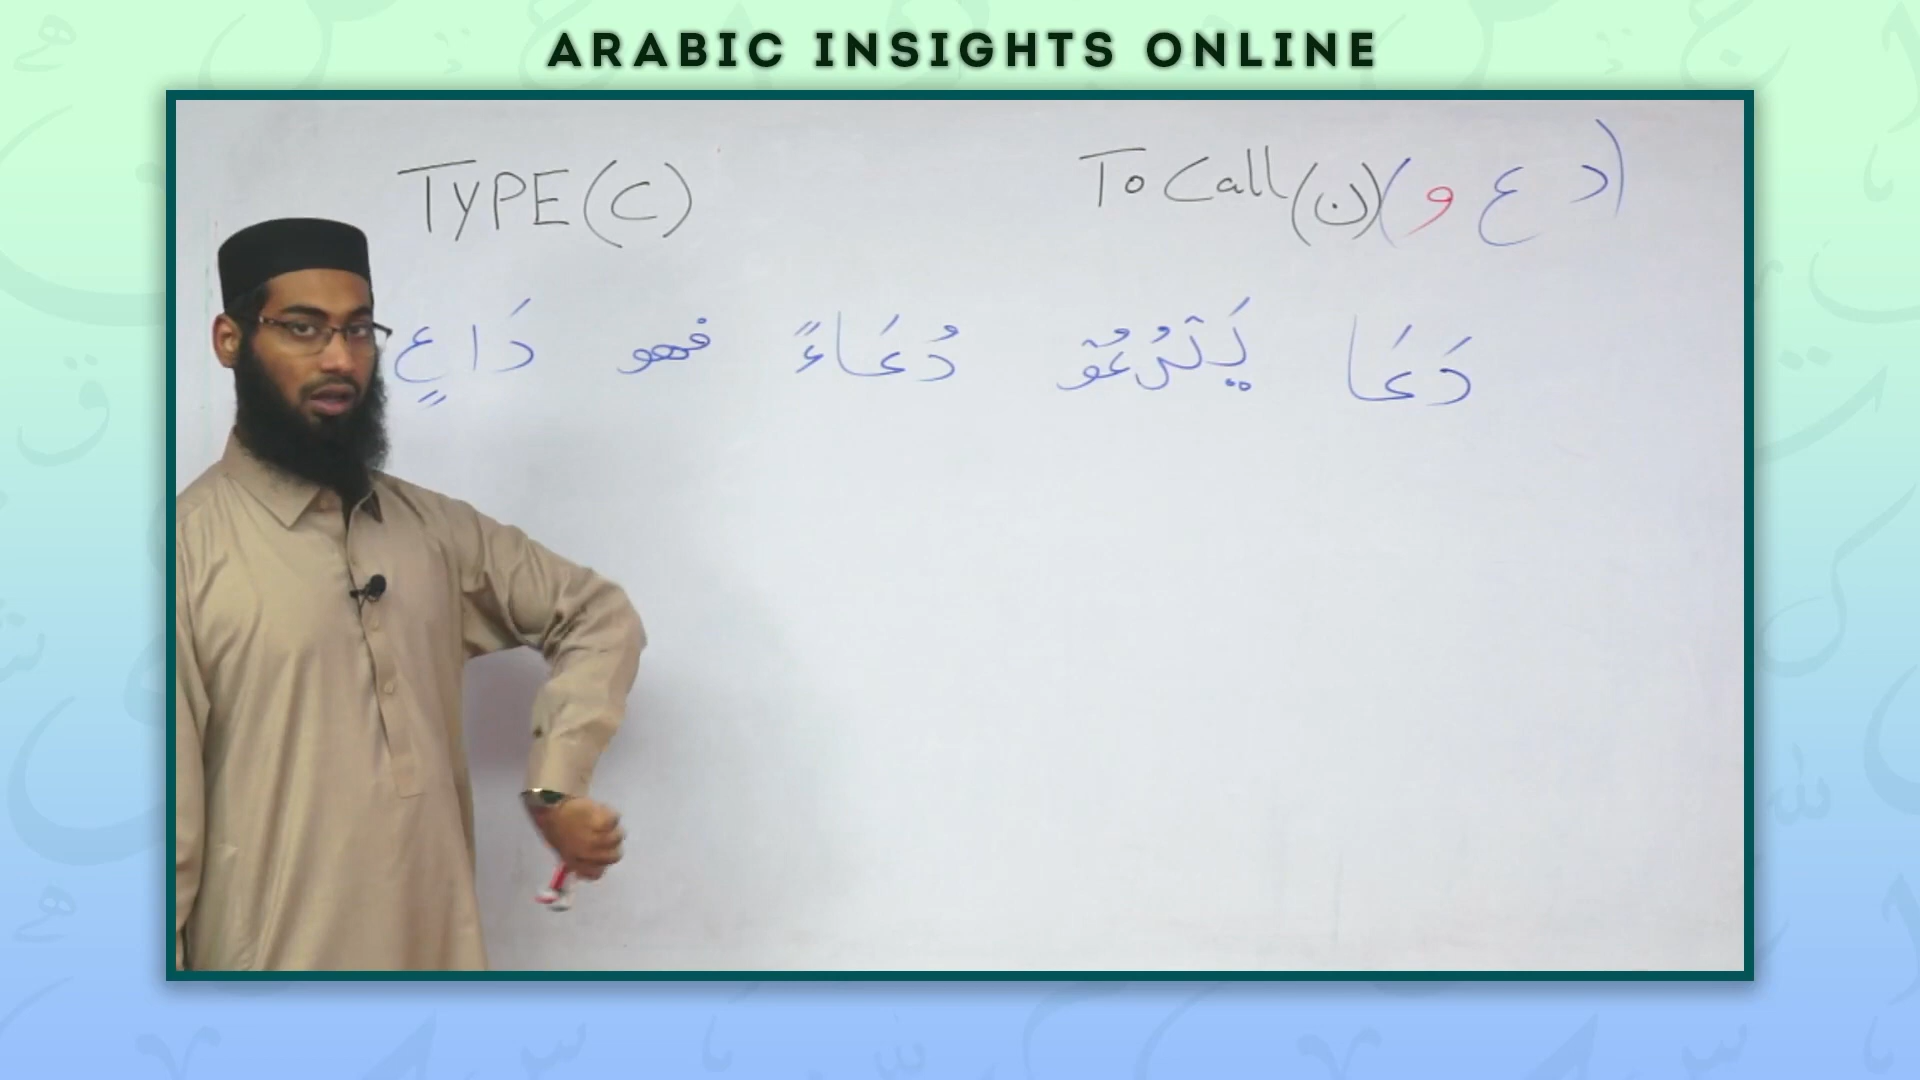 ARABIC INSIGHTS ONLINE
TYPE (C)
(د ع و) (ن) To Call
دَعَا يَدْعُوْ دُعَاءً فهو دَاعٍ